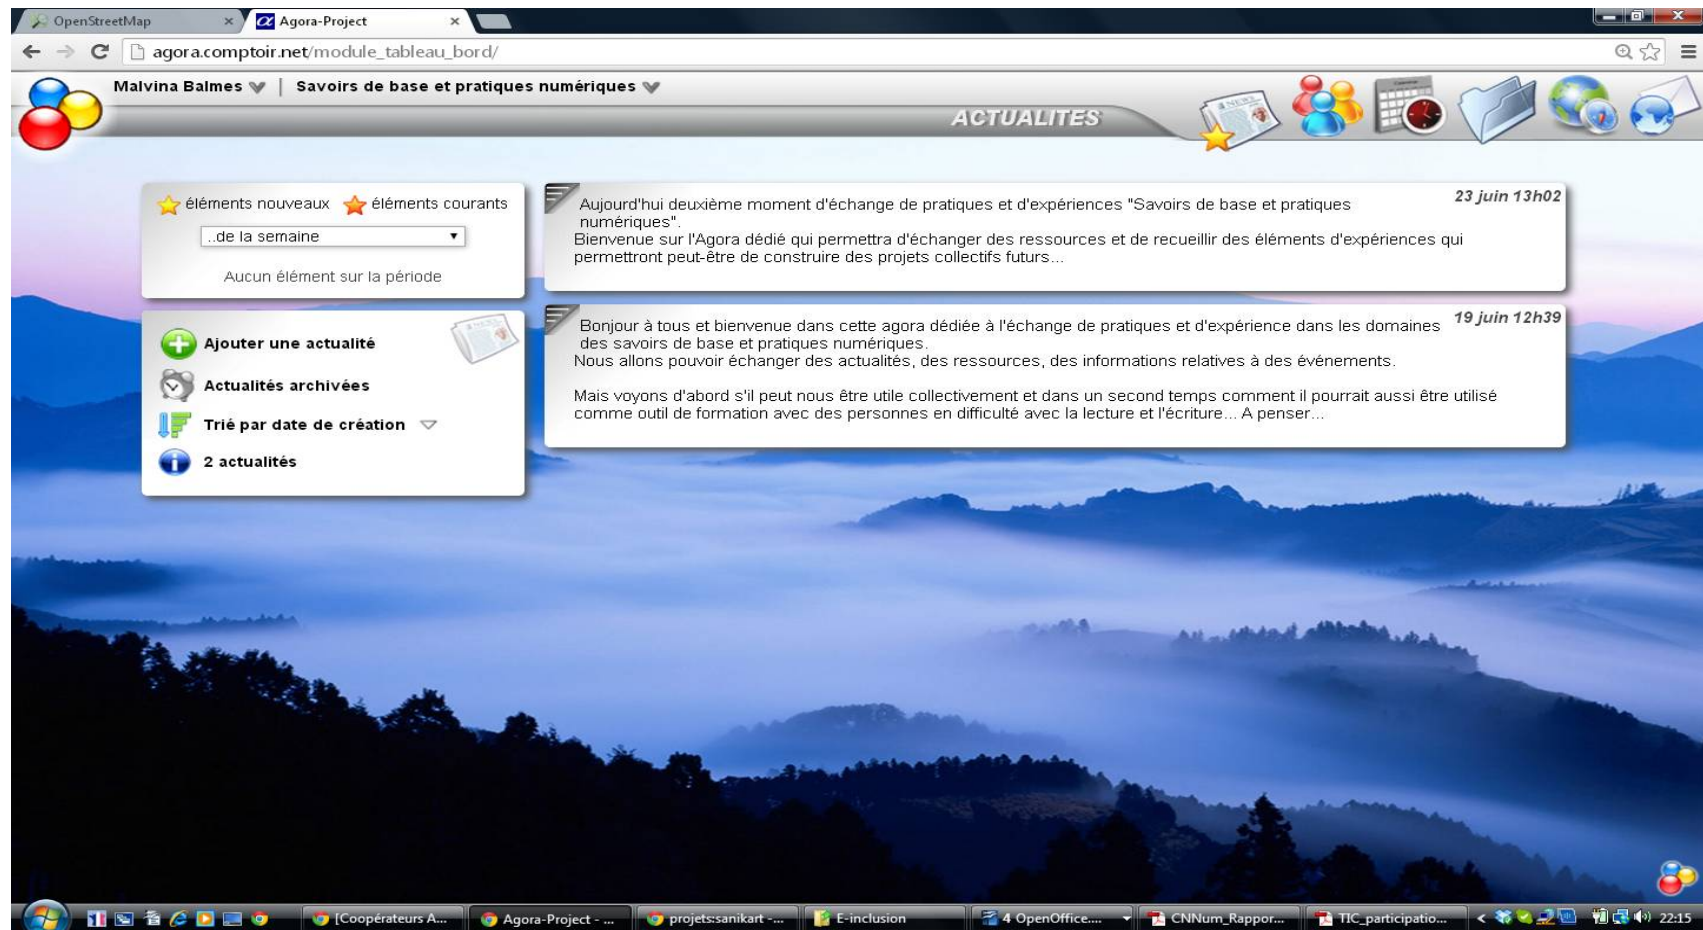 OpenStreetMap
Agora-Project
agora.comptoir.net/module_tableau_bord/
Malvina Balmes | Savoirs de base et pratiques numériques
ACTUALITES
éléments nouveaux éléments courants
..de la semaine
Aucun élément sur la période
Ajouter une actualité
Actualités archivées
Trié par date de création
2 actualités
23 juin 13h02
Aujourd'hui deuxième moment d'échange de pratiques et d'expériences "Savoirs de base et pratiques
numériques".
Bienvenue sur l'Agora dédié qui permettra d'échanger des ressources et de recueillir des éléments d'expériences qui
permettront peut-être de construire des projets collectifs futurs...
19 juin 12h39
Bonjour à tous et bienvenue dans cette agora dédiée à l'échange de pratiques et d'expérience dans les domaines
des savoirs de base et pratiques numériques.
Nous allons pouvoir échanger des actualités, des ressources, des informations relatives à des événements.
Mais voyons d'abord s'il peut nous être utile collectivement et dans un second temps comment il pourrait aussi être utilisé
comme outil de formation avec des personnes en difficulté avec la lecture et l'écriture... A penser...
[Coopérateurs A...
Agora-Project - ...
projets:sanikart -...
E-inclusion
4 OpenOffice....
CNNum_Rappor...
TIC_participatio...
22:15